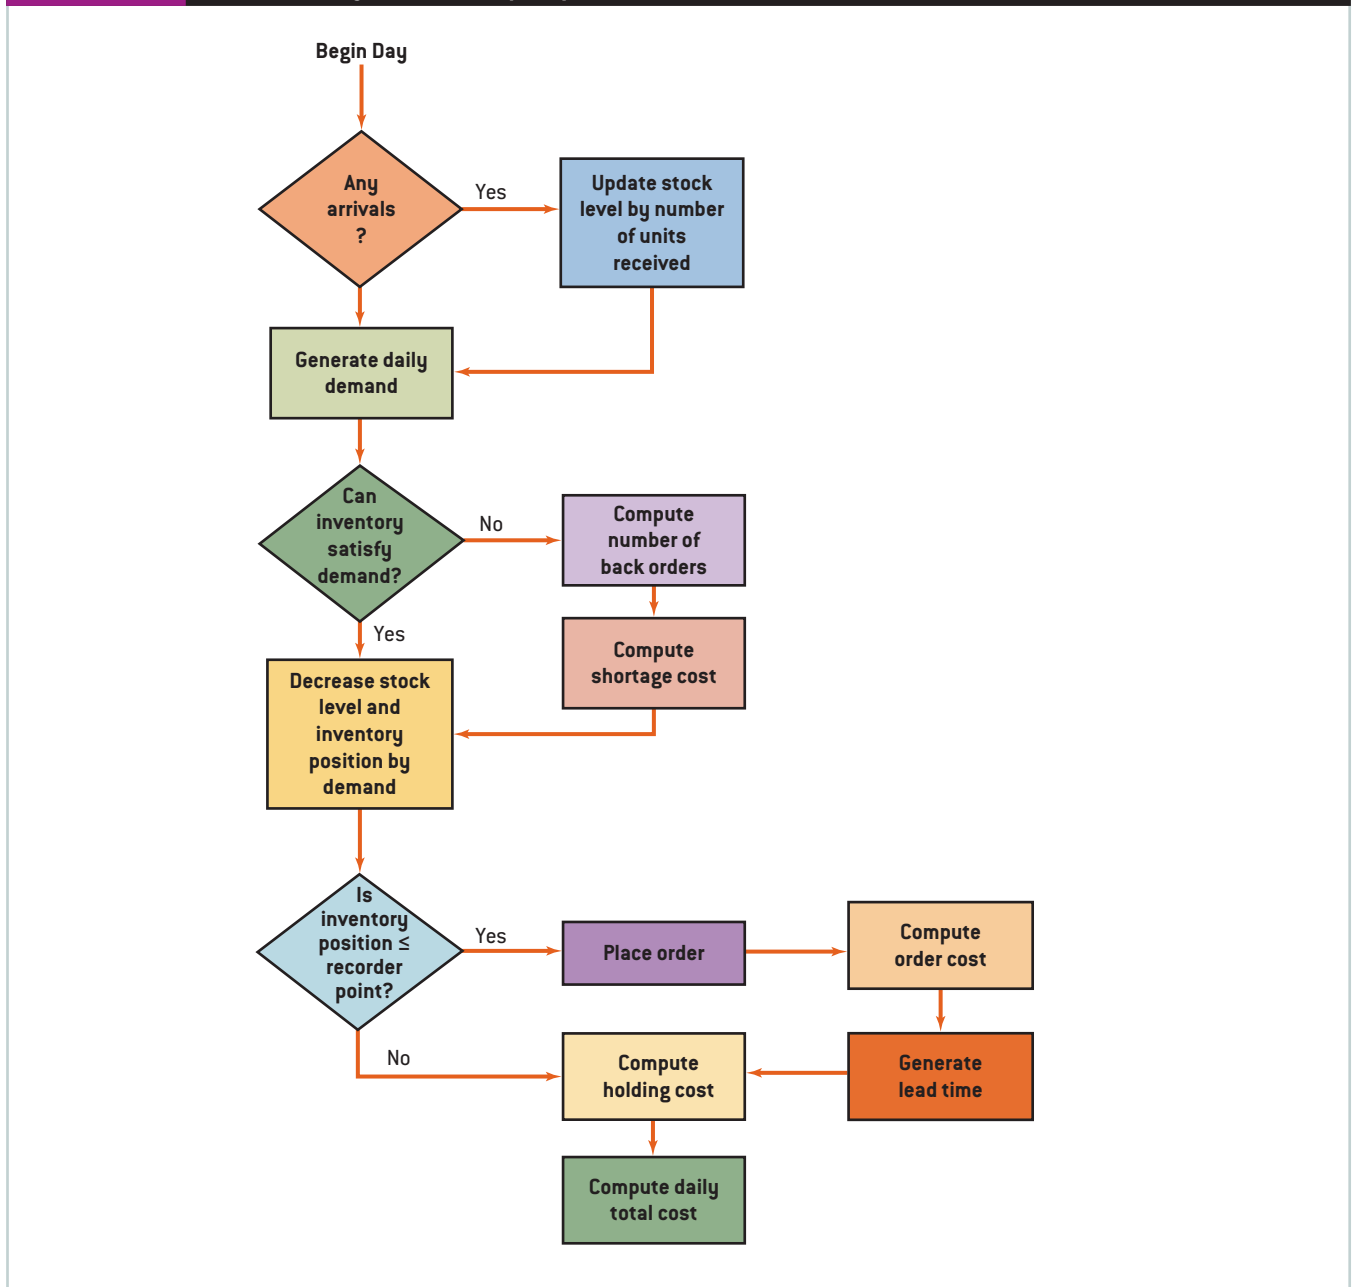 Begin Day
Any
arrivals
?
Yes
Update stock
level by number
of units
received
Generate daily
demand
Can
inventory
satisfy
demand?
No
Compute
number of
back orders
Yes
Compute
shortage cost
Decrease stock
level and
inventory
position by
demand
Is
inventory
position ≤
recorder
point?
Yes
Place order
Compute
order cost
No
Compute
holding cost
Generate
lead time
Compute daily
total cost